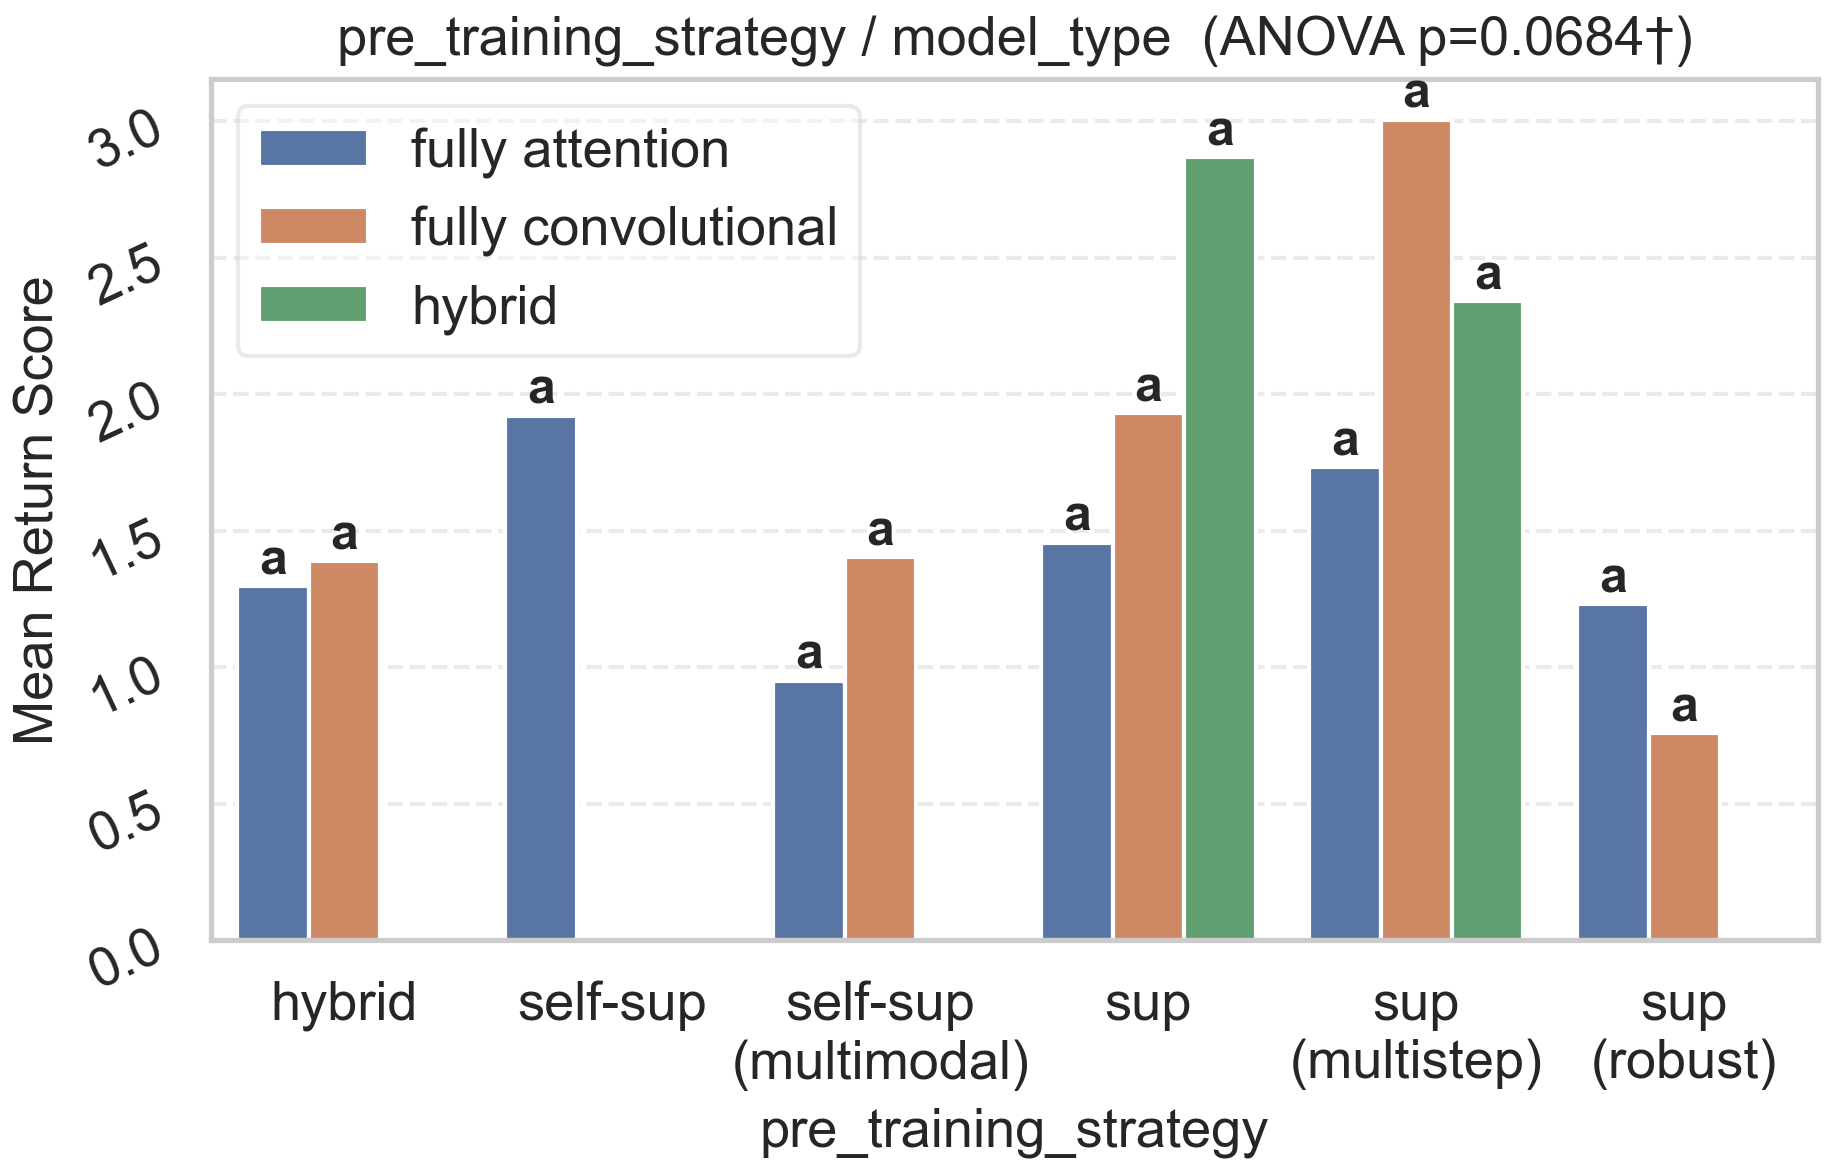 pre_training_strategy / model_type (ANOVA p=0.0684†)
fully attention
fully convolutional
hybrid
Mean Return Score
3.0
2.5
2.0
1.5
1.0
0.5
0.0
a
a
a
a
a
a
a
a
a
a
a
a
a
hybrid
self-sup
self-sup
(multimodal)
sup
sup
(multistep)
sup
(robust)
pre_training_strategy